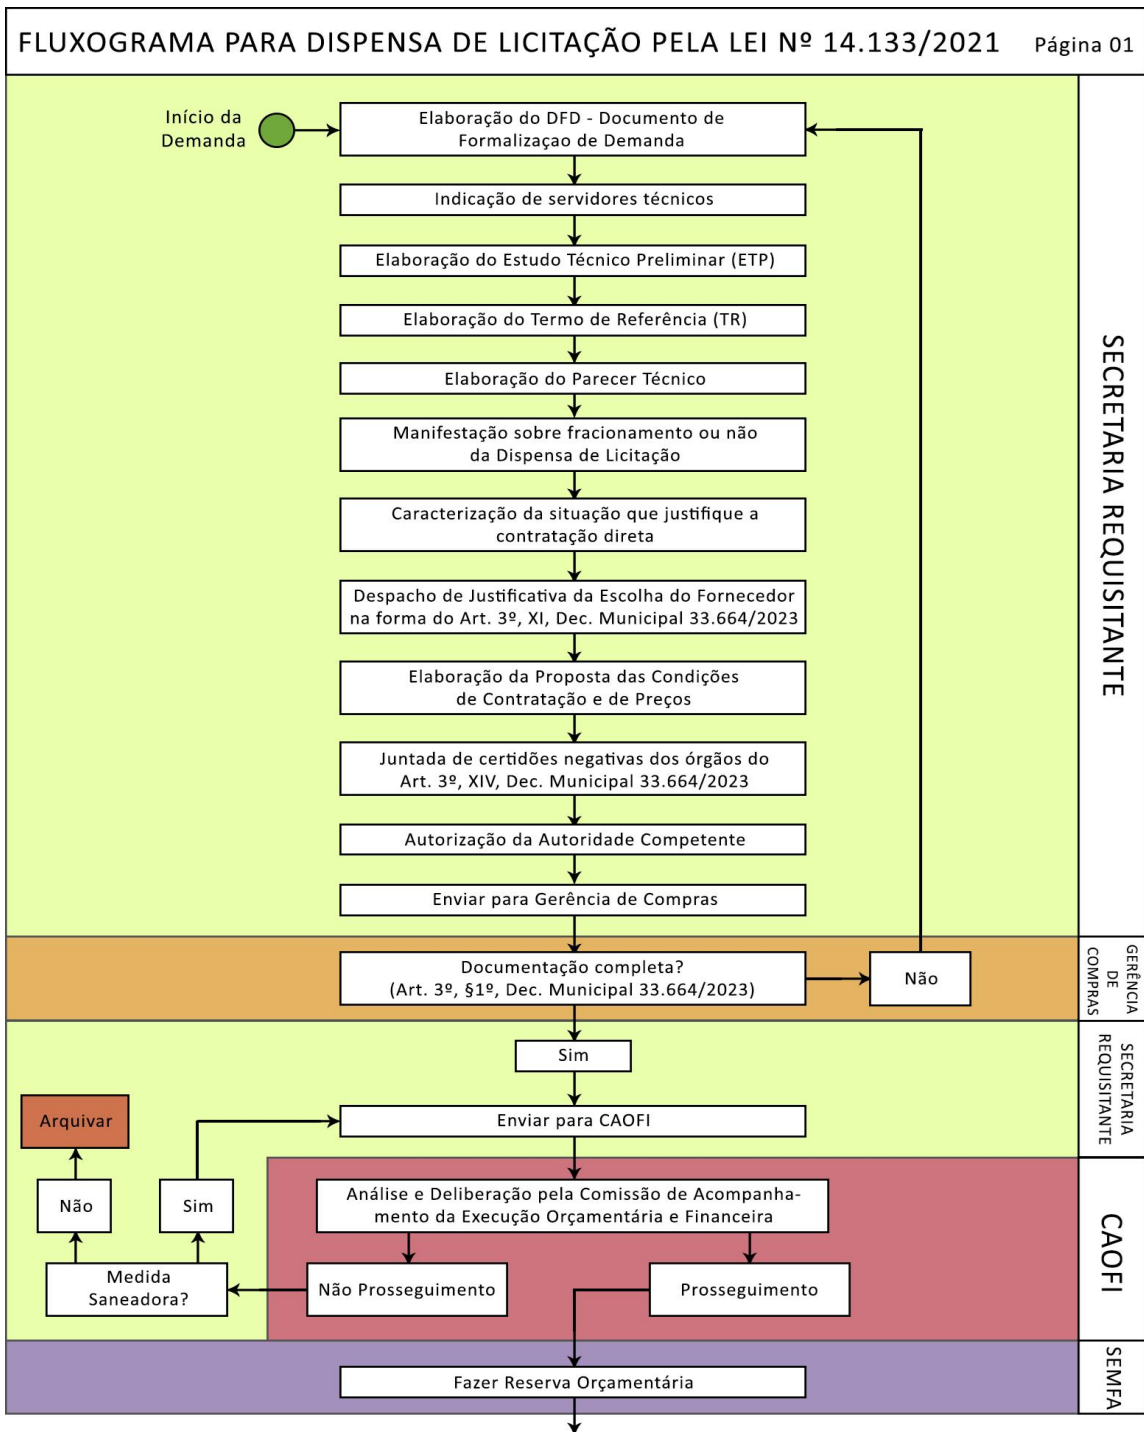 FLUXOGRAMA PARA DISPENSA DE LICITAÇÃO PELA LEI Nº 14.133/2021
Página 01
Início da
Demanda
Elaboração do DFD - Documento de
Formalizaçao de Demanda
Indicação de servidores técnicos
Elaboração do Estudo Técnico Preliminar (ETP)
Elaboração do Termo de Referência (TR)
Elaboração do Parecer Técnico
Manifestação sobre fracionamento ou não
da Dispensa de Licitação
Caracterização da situação que justifique a
contratação direta
Despacho de Justificativa da Escolha do Fornecedor
na forma do Art. 3º, XI, Dec. Municipal 33.664/2023
Elaboração da Proposta das Condições
de Contratação e de Preços
Juntada de certidões negativas dos órgãos do
Art. 3º, XIV, Dec. Municipal 33.664/2023
Autorização da Autoridade Competente
Enviar para Gerência de Compras
SECRETARIA REQUISITANTE
Documentação completa?
(Art. 3º, §1º, Dec. Municipal 33.664/2023)
Não
GERÊNCIA
DE
COMPRAS
Sim
Enviar para CAOFI
Arquivar
SECRETARIA
REQUISITANTE
Não
Sim
Medida
Saneadora?
Análise e Deliberação pela Comissão de Acompanha-
mento da Execução Orçamentária e Financeira
Não Prosseguimento
Prosseguimento
CAOFI
Fazer Reserva Orçamentária
SEMFA